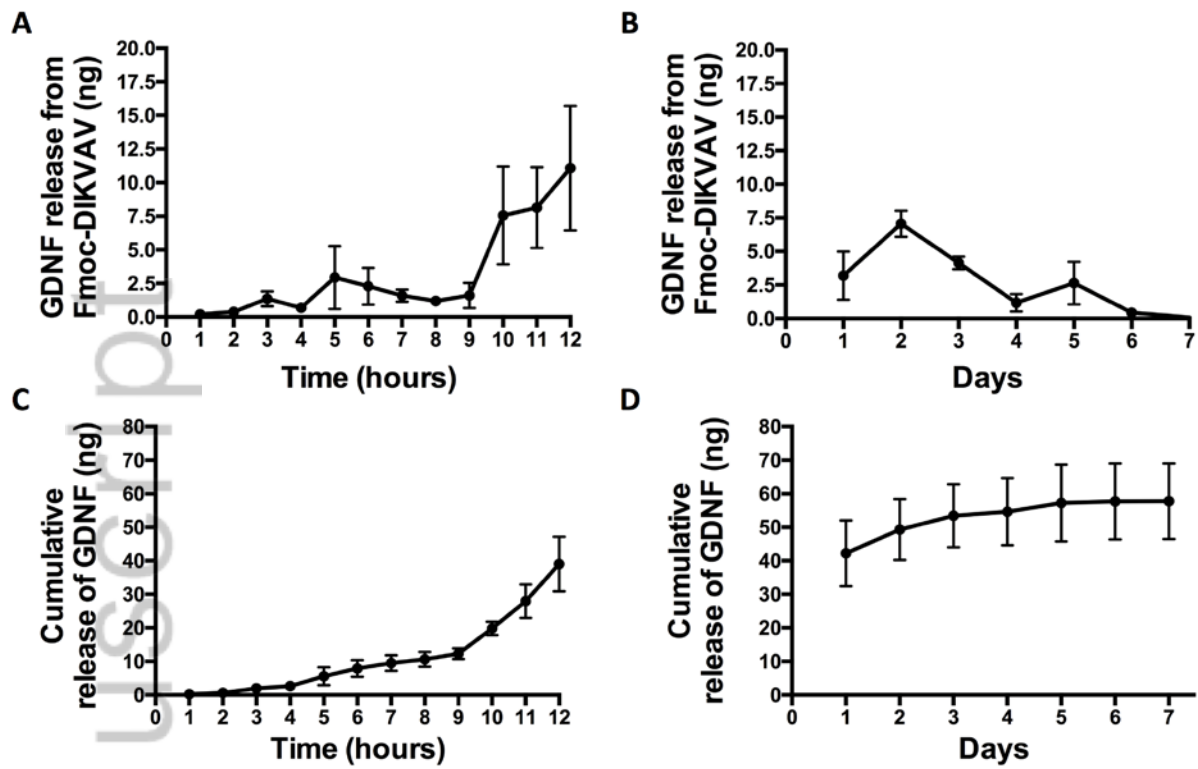 A
GDNF release from
Fmoc-DIKVAV (ng)
20.0
17.5
15.0
12.5
10.0
7.5
5.0
2.5
0.0
0 1 2 3 4 5 6 7 8 9 10 11 12
Time (hours)
B
GDNF release from
Fmoc-DIKVAV (ng)
20.0
17.5
15.0
12.5
10.0
7.5
5.0
2.5
0.0
0 1 2 3 4 5 6 7
Days
C
Cumulative
release of GDNF (ng)
80
70
60
50
40
30
20
10
0
0 1 2 3 4 5 6 7 8 9 10 11 12
Time (hours)
D
Cumulative
release of GDNF (ng)
80
70
60
50
40
30
20
10
0
0 1 2 3 4 5 6 7
Days
uscript